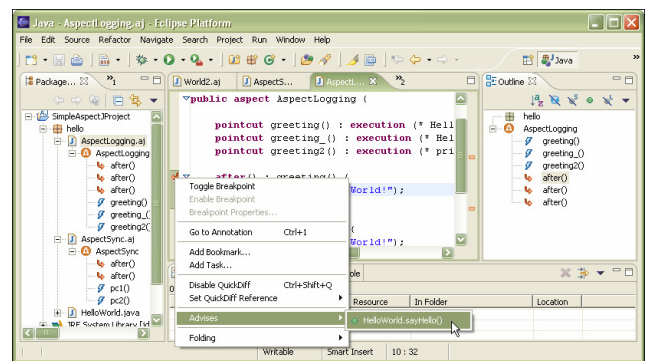 Java - AspectLogging.aj - Eclipse Platform
File Edit Source Refactor Navigate Search Project Run Window Help
Java
Package...
World2.aj
AspectS...
AspectL...
Outline
SimpleAspectJProject
hello
AspectLogging.aj
AspectLogging
after()
after()
after()
greeting()
greeting_(
greeting2(
AspectSync.aj
AspectSync
after()
after()
pc1()
pc2()
HelloWorld.java
JRE System Library [jd
public aspect AspectLogging {
pointcut greeting() : execution (* Hell
pointcut greeting_() : execution (* Hel
pointcut greeting2() : execution (* pri
after() : greeting() {
World!");
{
World!");
hello
AspectLogging
greeting()
greeting_()
greeting2()
after()
after()
after()
Toggle Breakpoint
Enable Breakpoint
Breakpoint Properties...
Go to Annotation Ctrl+1
Add Bookmark...
Add Task...
Disable QuickDiff Ctrl+Shift+Q
Set QuickDiff Reference
Advises
Folding
HelloWorld.sayHello()
ole
Resource In Folder Location
Writable Smart Insert 10 : 32